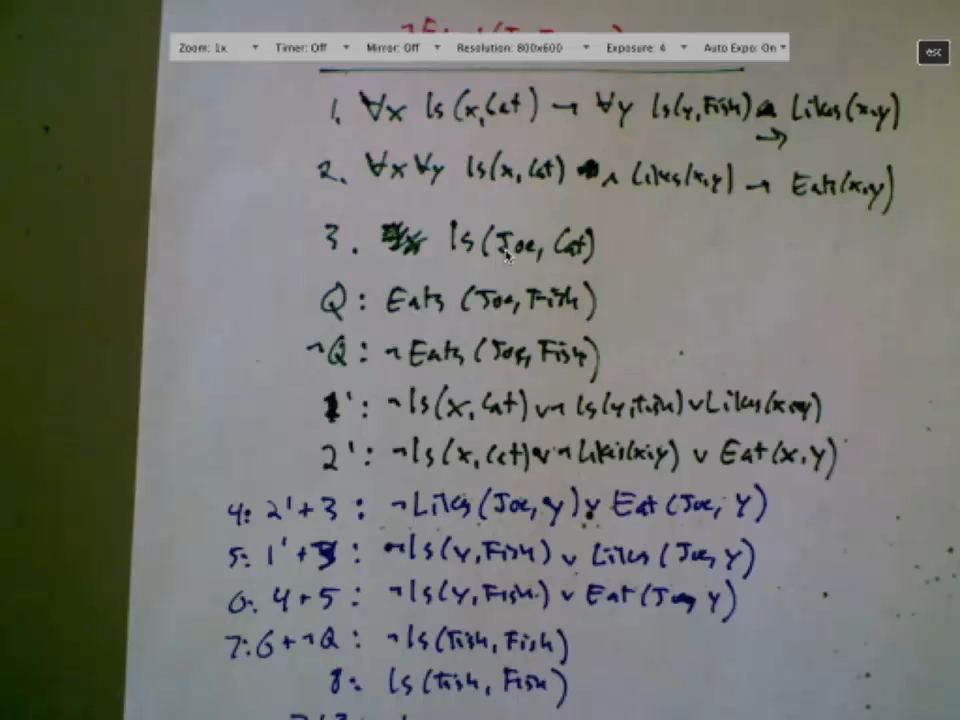 Zoom: 1x Timer: Off Mirror: Off Resolution: 800x600 Exposure: 4 Auto Expo: On
esc
1. ∀x Is(x,Cat) → ∀y Is(y,Fish) → Likes(x,y)
2. ∀x ∀y Is(x,Cat) ∧ Likes(x,y) → Eats(x,y)
3. Is(Joe, Cat)
Q: Eats (Joe, Fish)
¬Q: ¬Eats (Joe, Fish)
1': ¬Is(x, Cat) ∨ ¬ Is(y, Fish) ∨ Likes(x,y)
2': ¬Is(x, Cat) ∨ ¬Likes(x,y) ∨ Eat(x,y)
4: 2'+3 : ¬Likes(Joe, y) ∨ Eat(Joe, y)
5: 1'+3 : ¬Is(y, Fish) ∨ Likes(Joe, y)
6: 4+5 : ¬Is(y, Fish) ∨ Eat(Joe, y)
7: 6+¬Q : ¬Is(Fish, Fish)
8: Is(Fish, Fish)